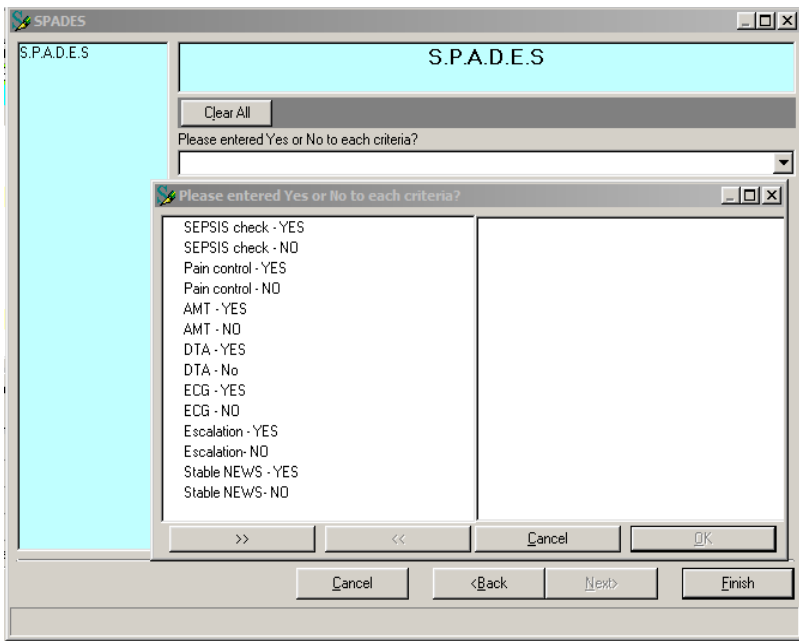 SPADES
S.P.A.D.E.S
S.P.A.D.E.S
Clear All
Please entered Yes or No to each criteria?
Please entered Yes or No to each criteria?
SEPSIS check - YES
SEPSIS check - NO
Pain control - YES
Pain control - NO
AMT - YES
AMT - NO
DTA - YES
DTA - No
ECG - YES
ECG - NO
Escalation - YES
Escalation- NO
Stable NEWS - YES
Stable NEWS- NO
>> << Cancel OK
Cancel <Back Next> Finish